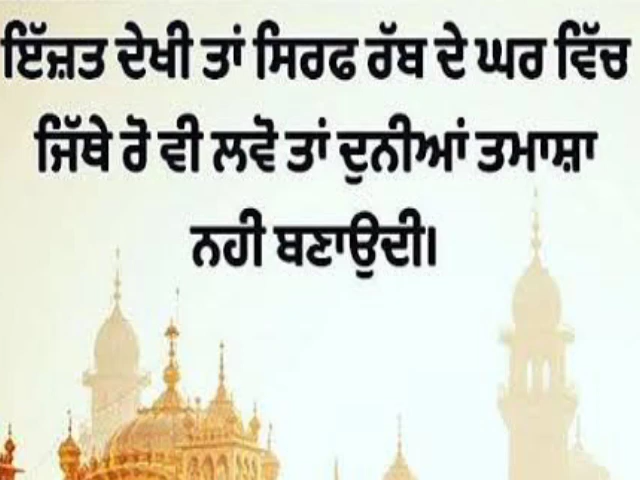 ਇੱਜ਼ਤ ਦੇਖੀ ਤਾਂ ਸਿਰਫ ਰੱਬ ਦੇ ਘਰ ਵਿੱਚ
ਜਿੱਥੇ ਰੋ ਵੀ ਲਵੋ ਤਾਂ ਦੁਨੀਆਂ ਤਮਾਸ਼ਾ
ਨਹੀ ਬਣਾਉਦੀ।